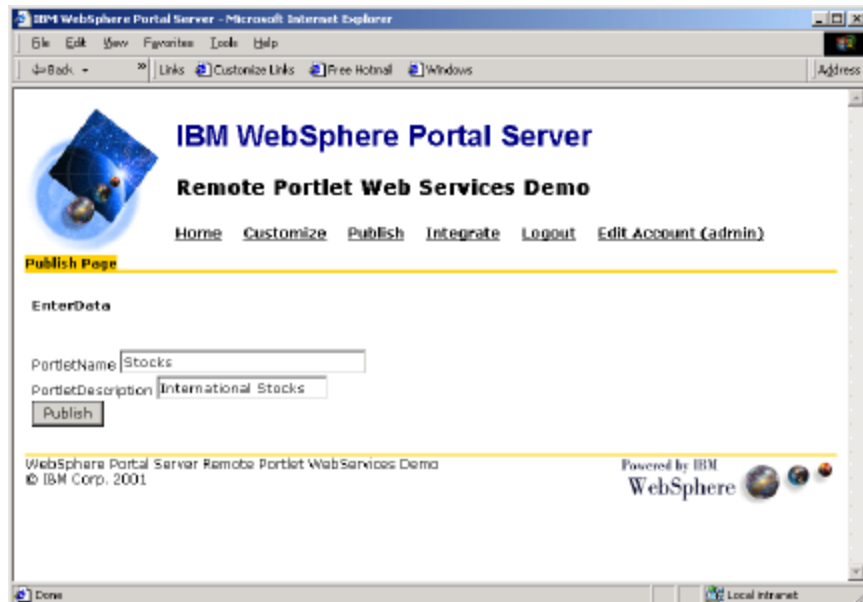 IBM WebSphere Portal Server - Microsoft Internet Explorer
File Edit View Favorites Tools Help
Back » Links Customize Links Free Hotmail Windows Address
IBM WebSphere Portal Server
Remote Portlet Web Services Demo
Home Customize Publish Integrate Logout Edit Account (admin)
Publish Page
EnterData
PortletName Stocks
PortletDescription International Stocks
Publish
WebSphere Portal Server Remote Portlet WebServices Demo
© IBM Corp. 2001
Powered by IBM
WebSphere
Done Local intranet